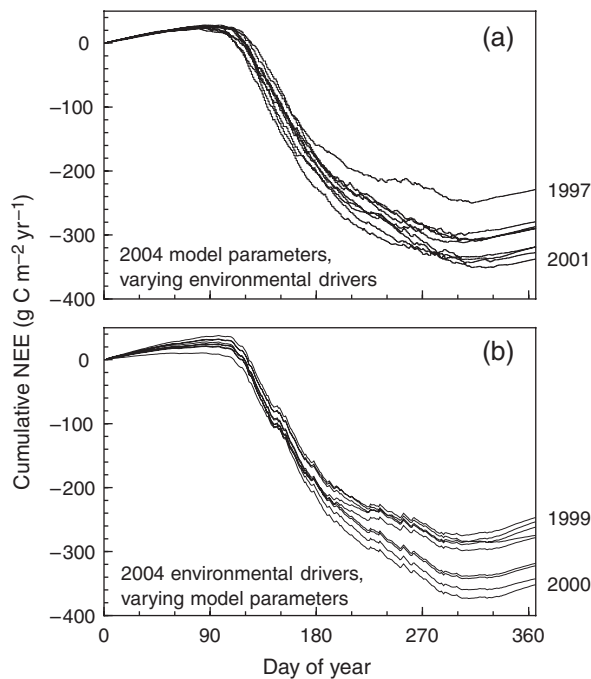 (a)
0
−100
−200
−300
−400
1997
2001
2004 model parameters,
varying environmental drivers
Cumulative NEE (g C m−2 yr−1)
(b)
0
−100
−200
−300
−400
1999
2000
2004 environmental drivers,
varying model parameters
0 90 180 270 360
Day of year